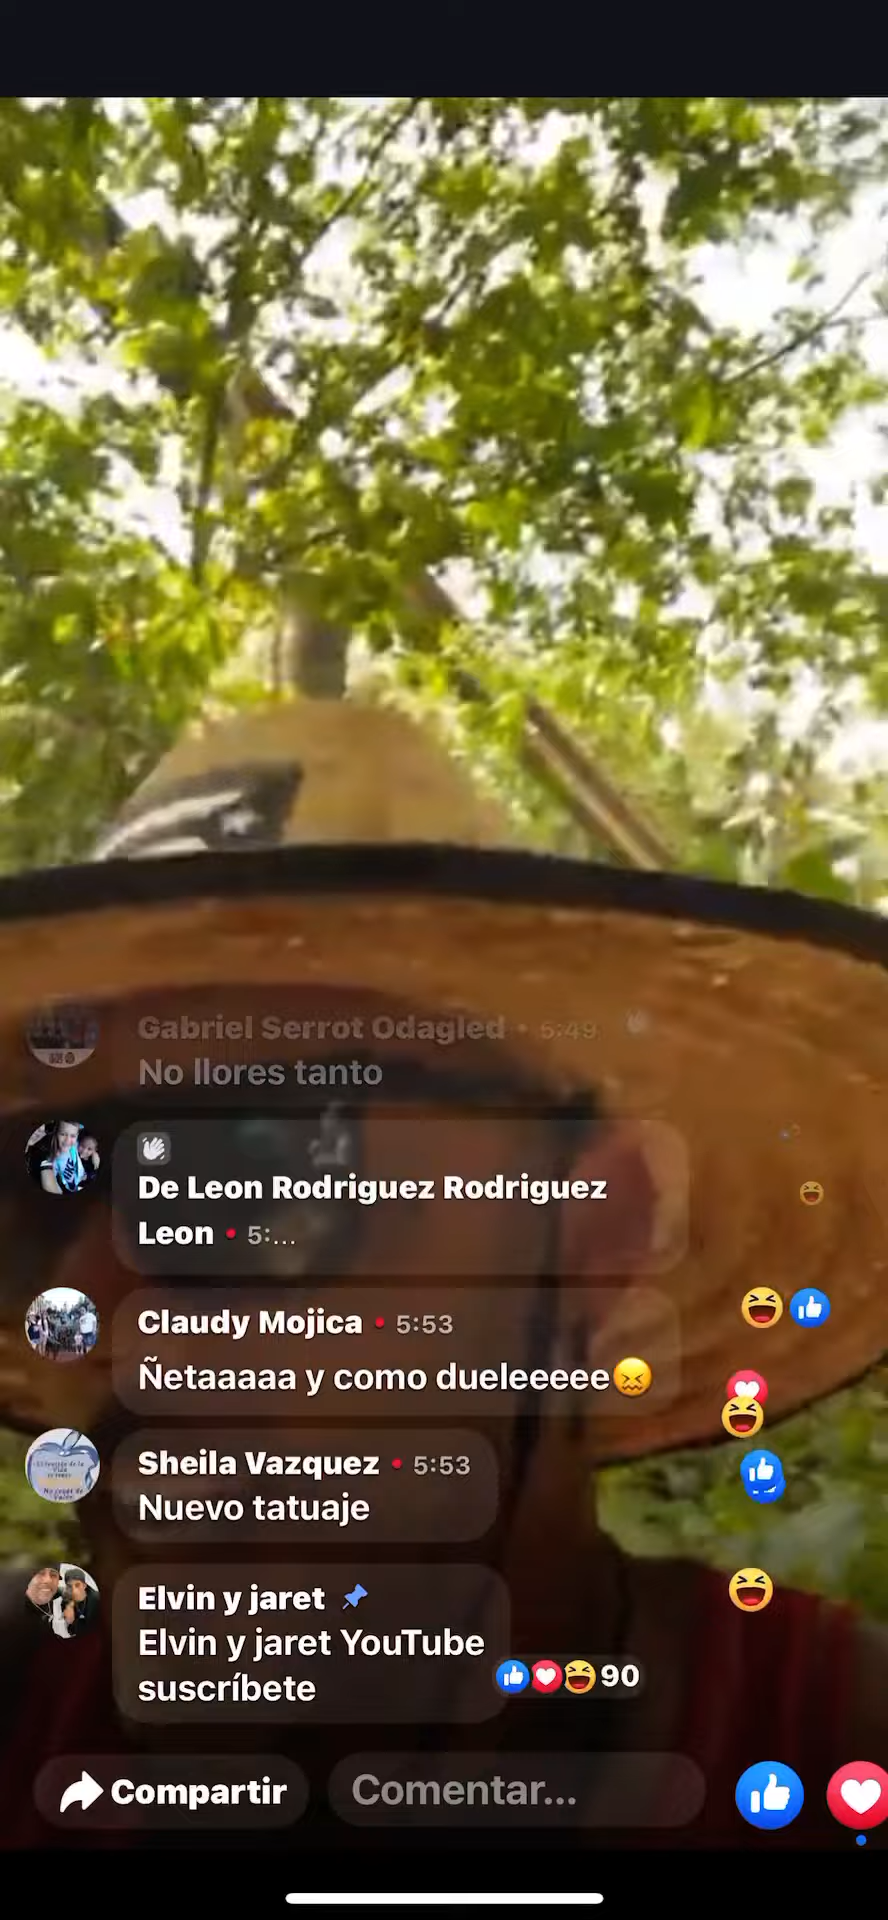 Gabriel Serrot Odagled • 5:49
No llores tanto
De Leon Rodriguez Rodriguez
Leon • 5:...
Claudy Mojica • 5:53
Ñetaaaaa y como dueleeeee😖
Sheila Vazquez • 5:53
Nuevo tatuaje
Elvin y jaret 📌
Elvin y jaret YouTube
suscríbete
90
Compartir
Comentar...